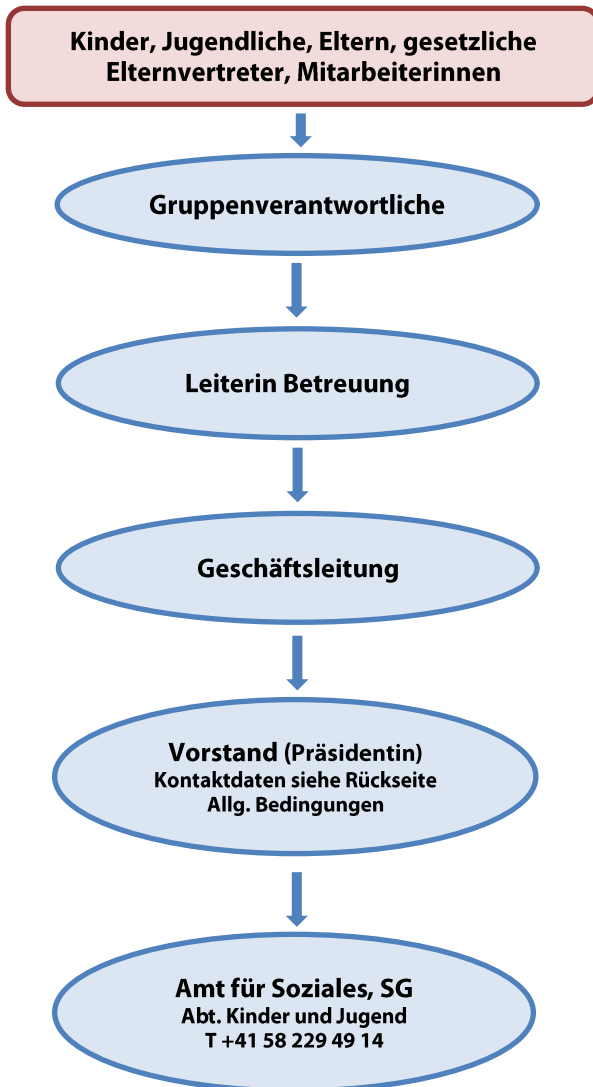 Kinder, Jugendliche, Eltern, gesetzliche
Elternvertreter, Mitarbeiterinnen
Gruppenverantwortliche
Leiterin Betreuung
Geschäftsleitung
Vorstand (Präsidentin)
Kontaktdaten siehe Rückseite
Allg. Bedingungen
Amt für Soziales, SG
Abt. Kinder und Jugend
T +41 58 229 49 14